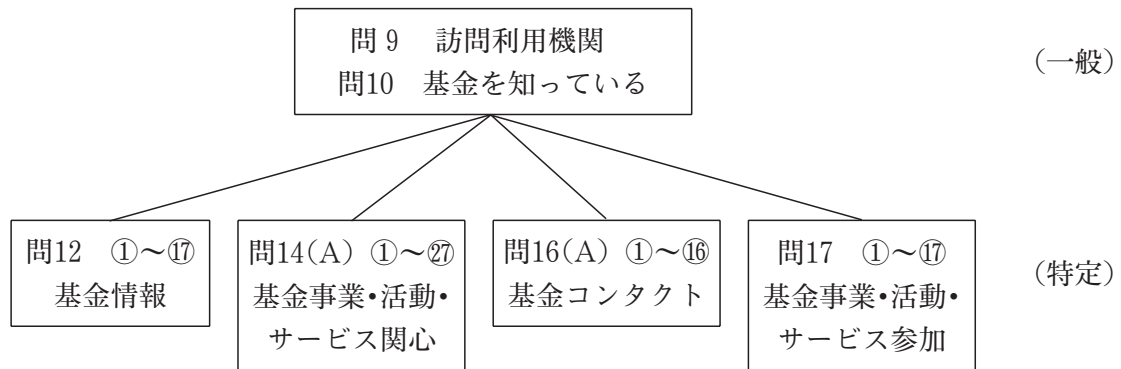 問9 訪問利用機関
問10 基金を知っている
(一般)
問12 ①〜⑰
基金情報
問14(A) ①〜㉗
基金事業・活動・
サービス関心
問16(A) ①〜⑯
基金コンタクト
問17 ①〜⑰
基金事業・活動・
サービス参加
(特定)